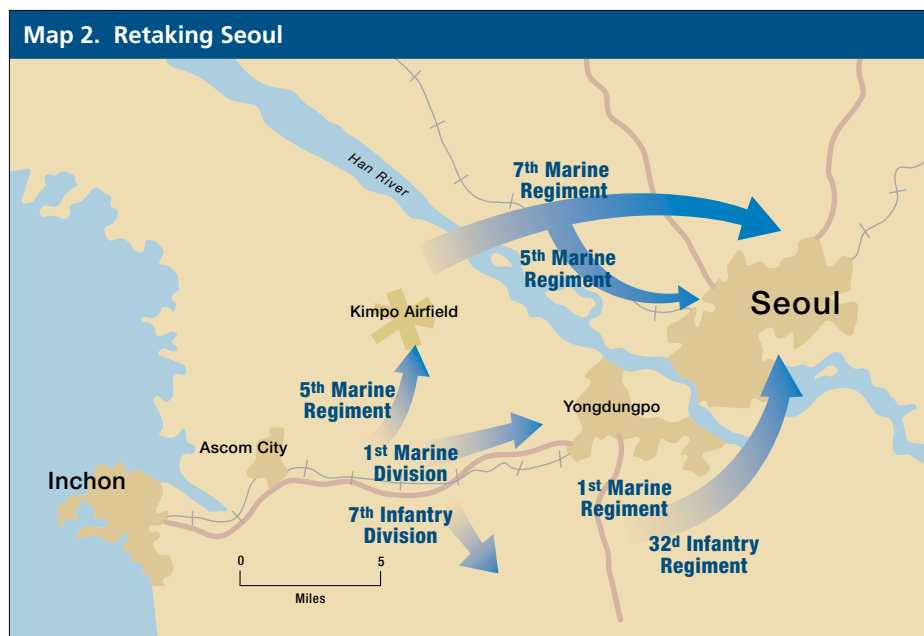 Map 2. Retaking Seoul
Han River
7th Marine
Regiment
5th Marine
Regiment
Seoul
Kimpo Airfield
5th Marine
Regiment
Yongdungpo
Ascom City
1st Marine
Division
Inchon
1st Marine
Regiment
7th Infantry
Division
32d Infantry
Regiment
0
5
Miles